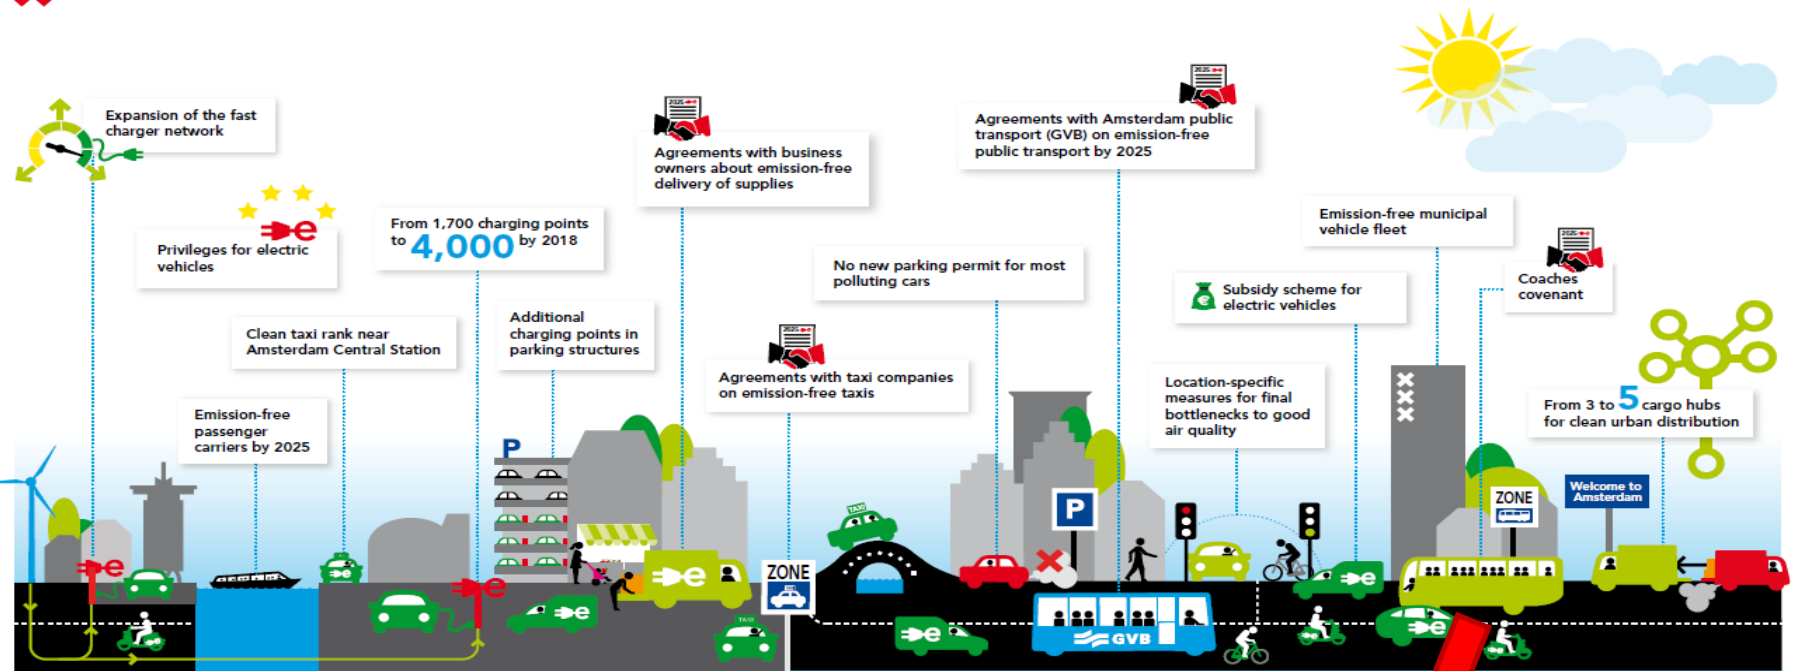 Expansion of the fast
charger network
Privileges for electric
vehicles
From 1,700 charging points
to 4,000 by 2018
Clean taxi rank near
Amsterdam Central Station
Emission-free
passenger
carriers by 2025
Additional
charging points in
parking structures
2025
Agreements with business
owners about emission-free
delivery of supplies
2025
Agreements with taxi companies
on emission-free taxis
No new parking permit for most
polluting cars
2025
Agreements with Amsterdam public
transport (GVB) on emission-free
public transport by 2025
Location-specific
measures for final
bottlenecks to good
air quality
€ Subsidy scheme for
electric vehicles
Emission-free municipal
vehicle fleet
2025
Coaches
covenant
From 3 to 5 cargo hubs
for clean urban distribution
Welcome to
Amsterdam
ZONE
P
P
ZONE
TAXI
TAXI
GVB
e
e
e
e
e
e
e
e
e